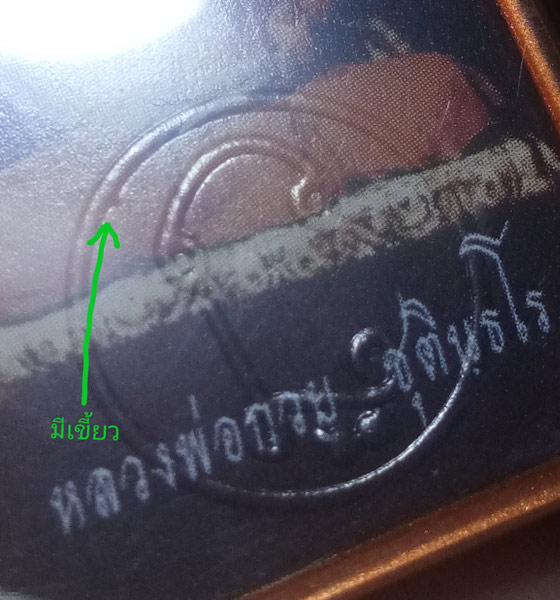 มีเขี้ยว
หลวงพ่อกวย ชุตินฺธโร